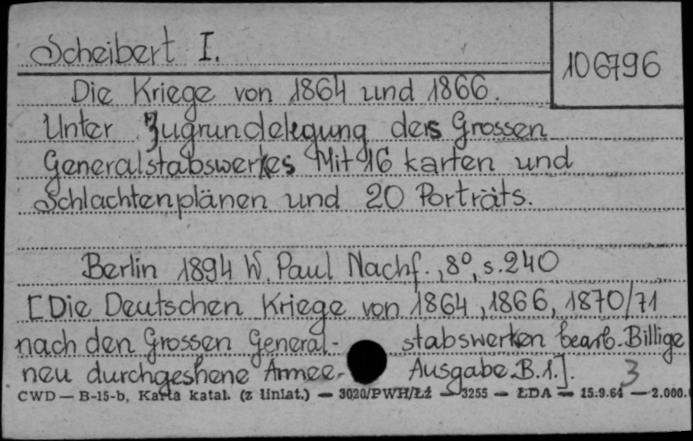 Scheibert I.
106796
Die Kriege von 1864 und 1866.
Unter Zugrundelegung des Grossen
Generalstabswerkes Mit 16 karten und
Schlachtenplänen und 20 Porträts.
Berlin 1894 W. Paul Nachf., 8°, s. 240
[Die Deutschen Kriege von 1864, 1866, 1870/71
nach den Grossen General- stabswerken bearb. Billige
neu durchgeshene Armee- Ausgabe. B. 1.]. 3
CWD — B-15-b, Karta katal. (z liniat.) — 3020/PWH/Łź — 3255 — ŁDA — 15.9.64 — 2.000.